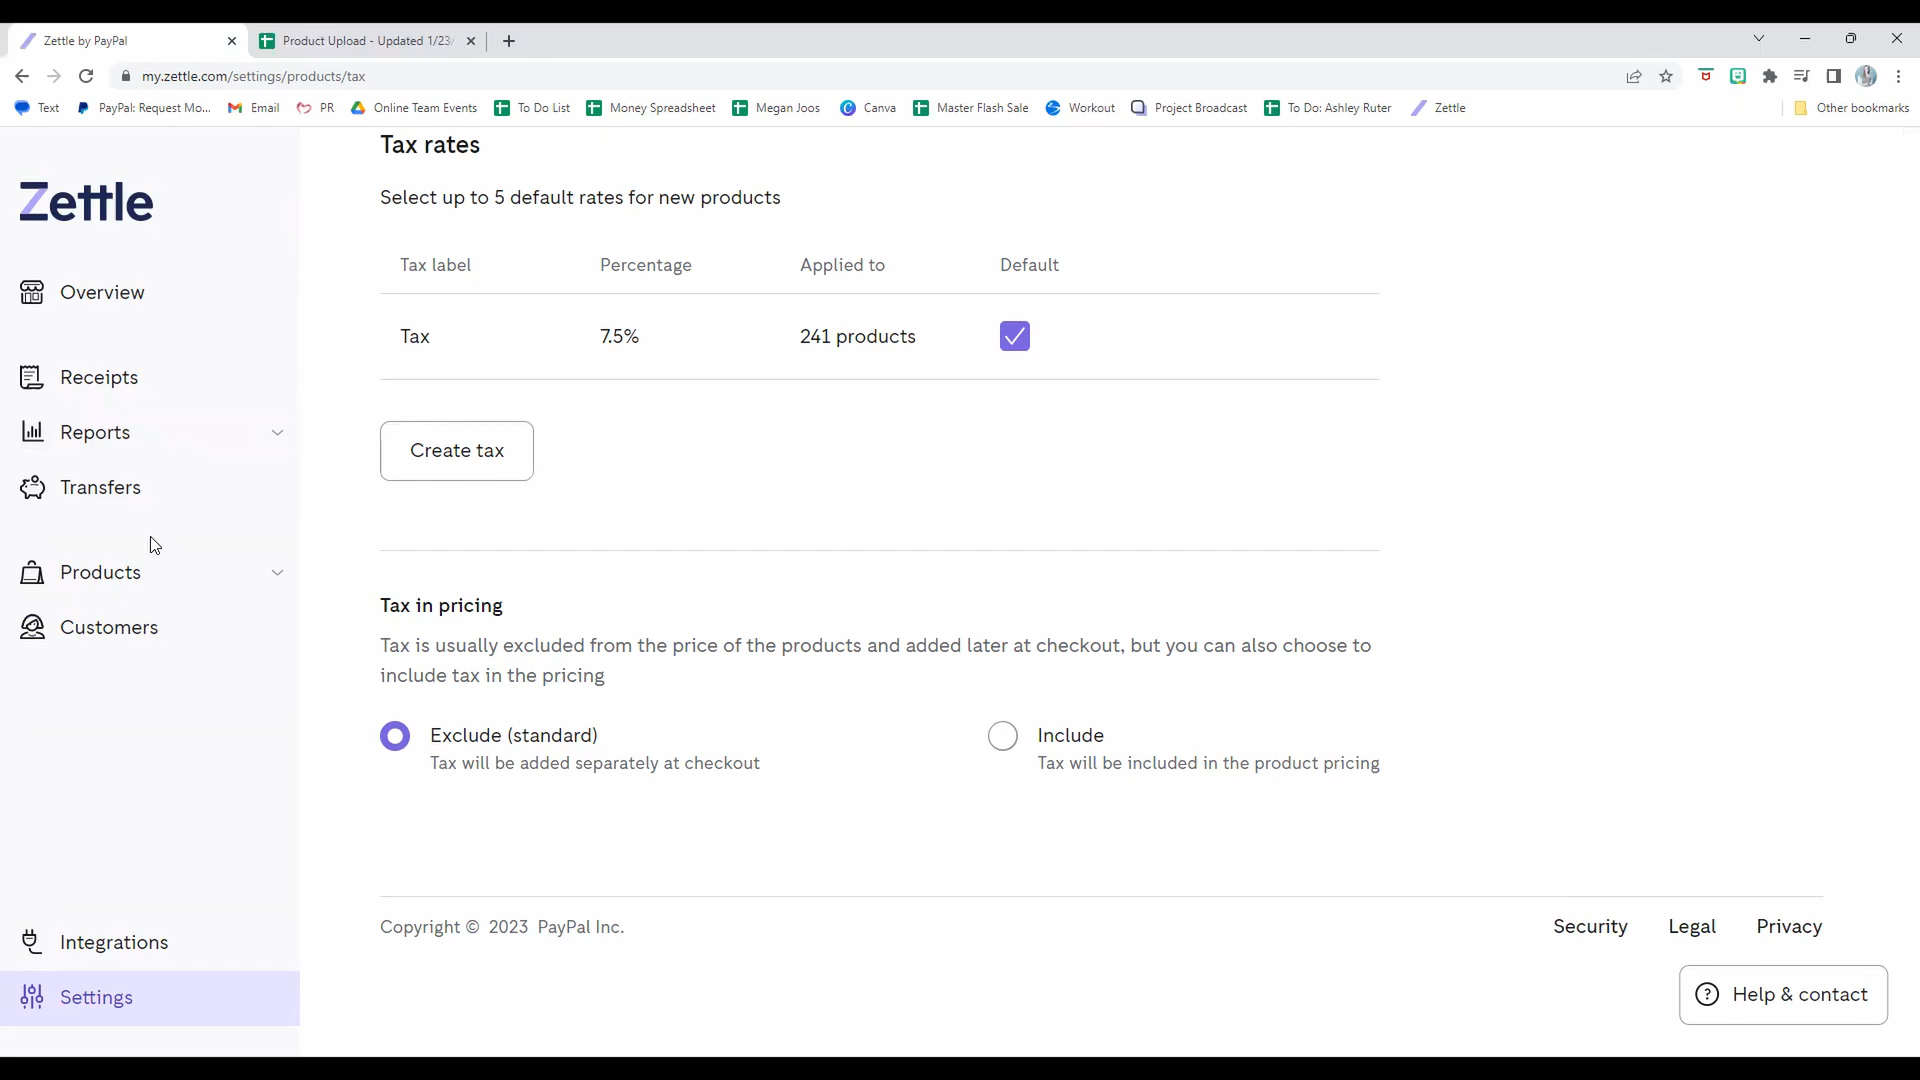 Zettle by PayPal
Product Upload - Updated 1/23/
my.zettle.com/settings/products/tax
Text PayPal: Request Mo... Email PR Online Team Events To Do List Money Spreadsheet Megan Joos Canva Master Flash Sale Workout Project Broadcast To Do: Ashley Ruter Zettle Other bookmarks
Zettle
Overview
Receipts
Reports
Transfers
Products
Customers
Integrations
Settings
Tax rates
Select up to 5 default rates for new products
Tax label Percentage Applied to Default
Tax 7.5% 241 products
Create tax
Tax in pricing
Tax is usually excluded from the price of the products and added later at checkout, but you can also choose to
include tax in the pricing
Exclude (standard)
Tax will be added separately at checkout
Include
Tax will be included in the product pricing
Copyright © 2023 PayPal Inc.
Security Legal Privacy
Help & contact